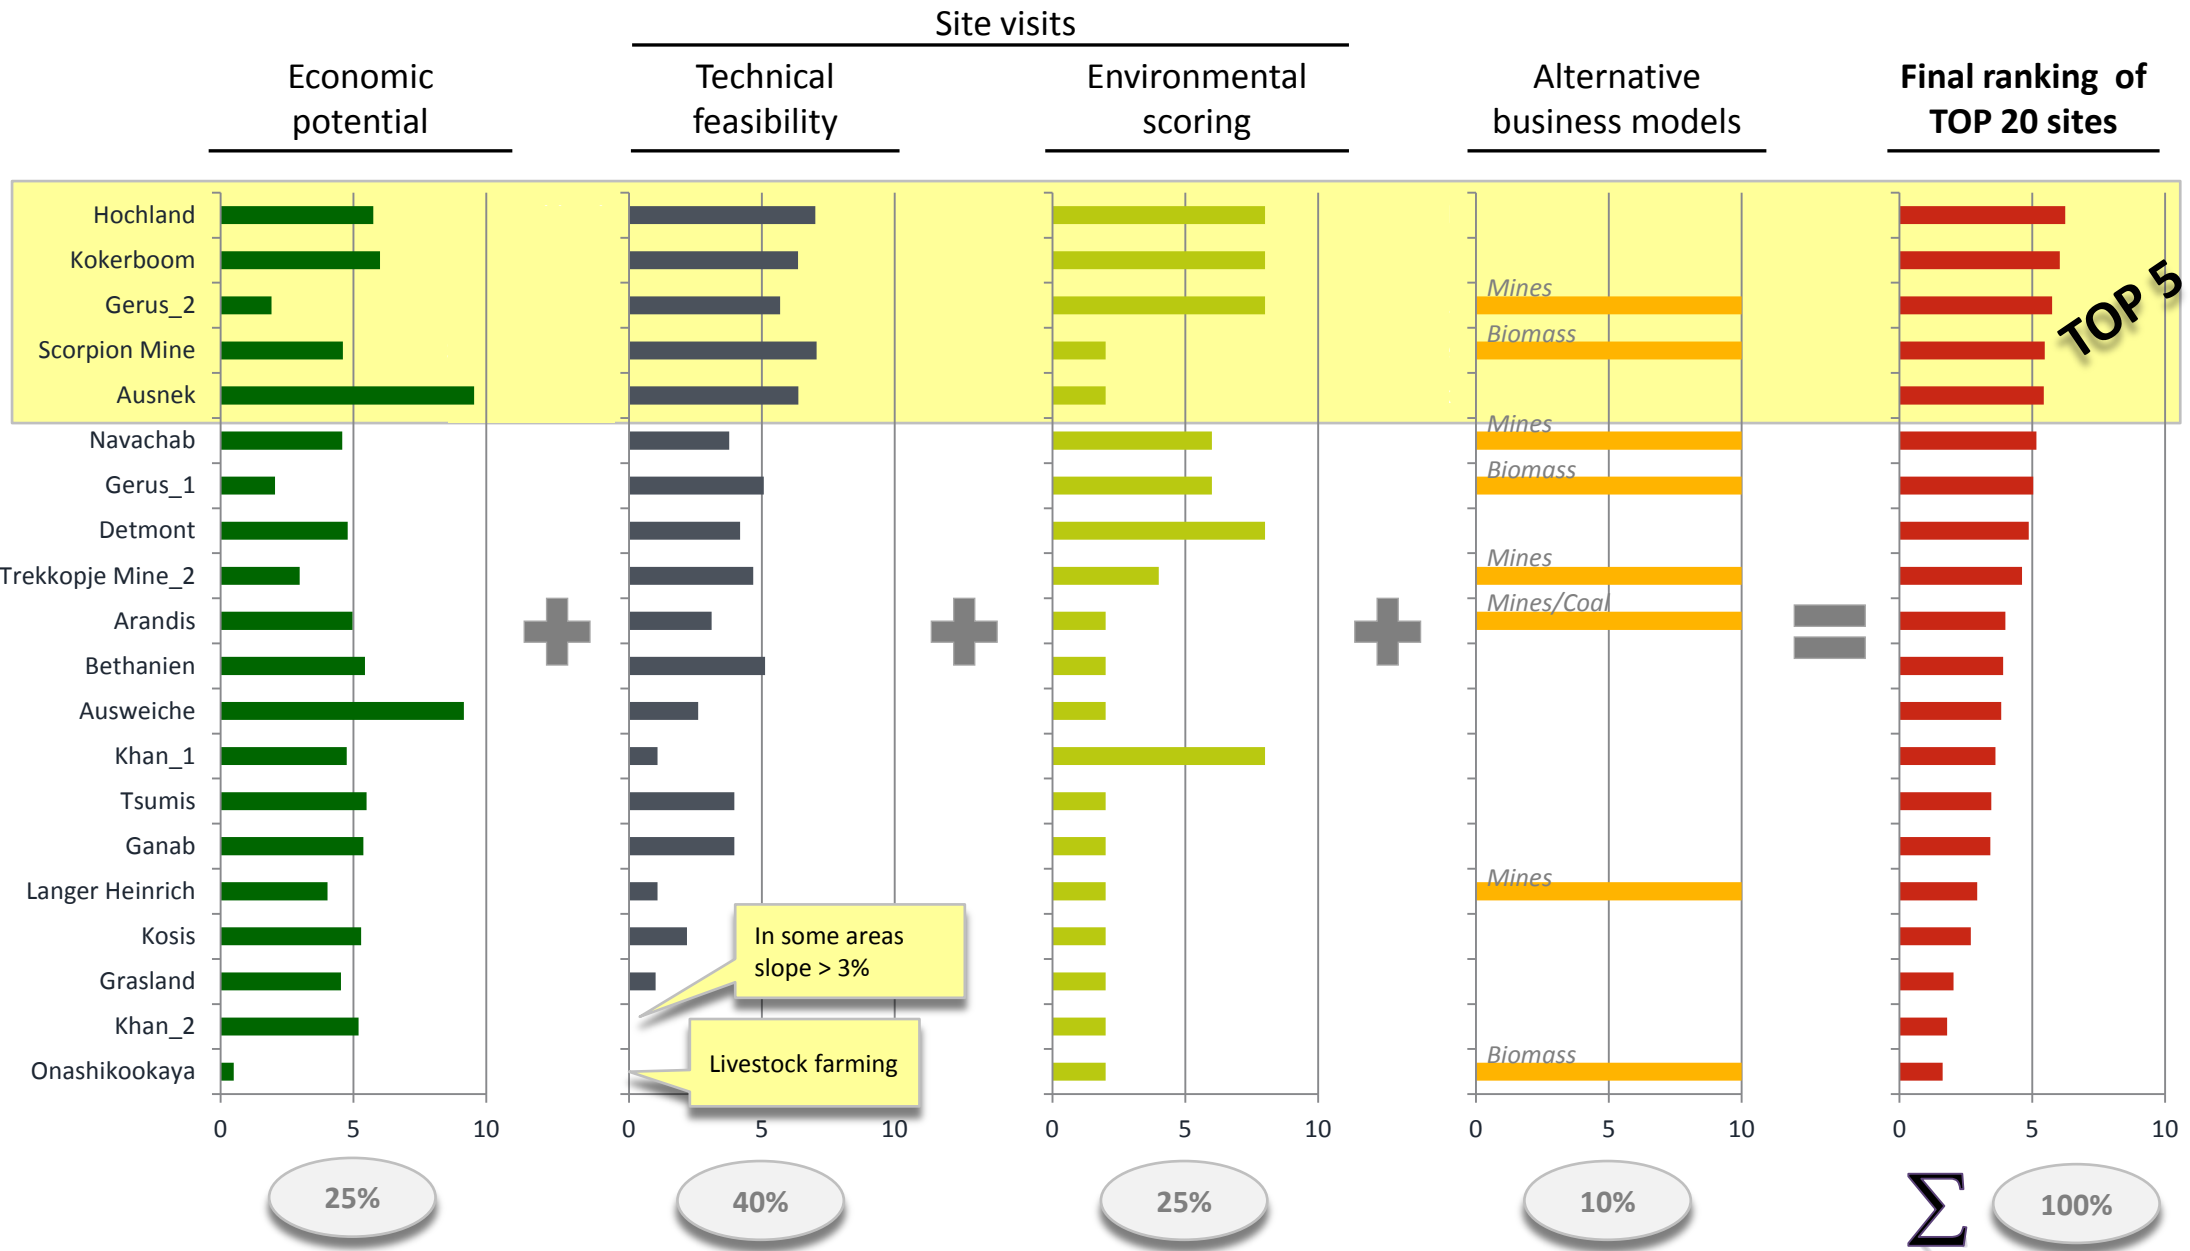 Site visits
Economic
potential
Technical
feasibility
Environmental
scoring
Alternative
business models
Final ranking of
TOP 20 sites
Hochland
Kokerboom
Gerus_2
Mines
Scorpion Mine
Biomass
TOP 5
Ausnek
Navachab
Mines
Gerus_1
Biomass
Detmont
Trekkopje Mine_2
Mines
Arandis
Mines/Coal
Bethanien
Ausweiche
Khan_1
Tsumis
Ganab
Langer Heinrich
Mines
Kosis
In some areas
slope > 3%
Grasland
Khan_2
Onashikookaya
Livestock farming
Biomass
0 5 10 0 5 10 0 5 10 0 5 10 0 5 10
25% 40% 25% 10% Σ 100%